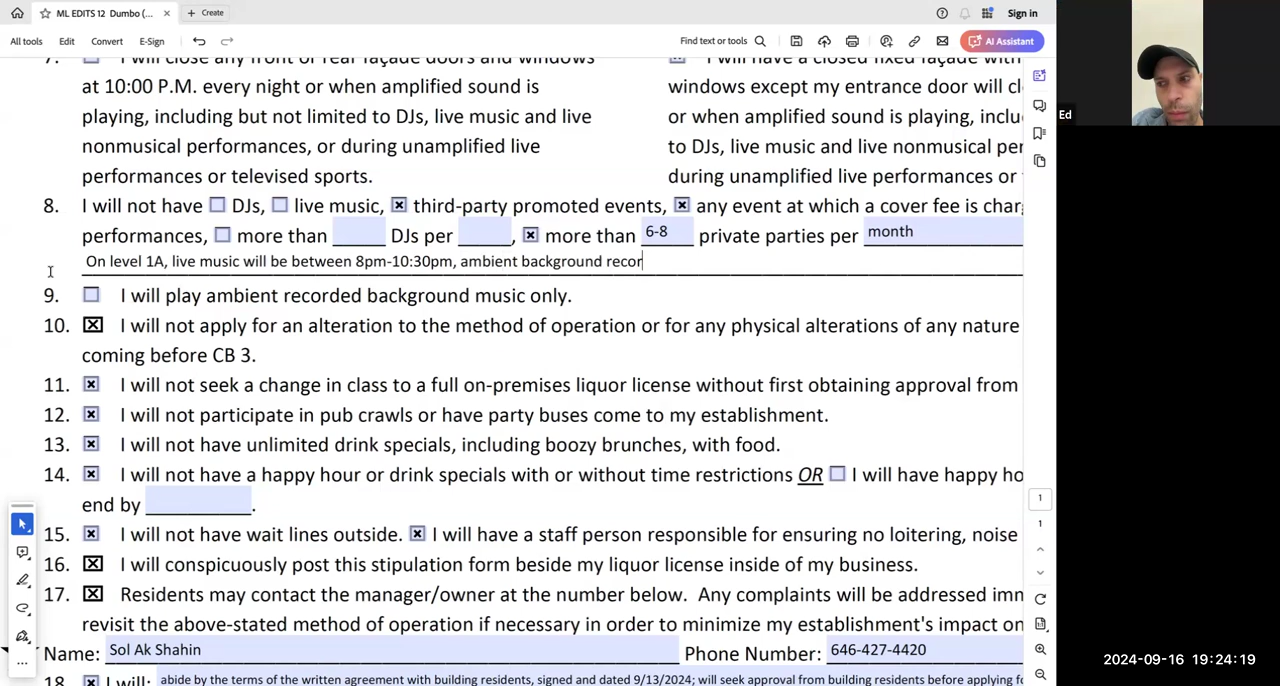 ML EDITS 12 Dumbo (...
Create
Sign in
All tools
Edit
Convert
E-Sign
Find text or tools
AI Assistant
7. I will close any front or rear façade doors and windows
at 10:00 P.M. every night or when amplified sound is
playing, including but not limited to DJs, live music and live
nonmusical performances, or during unamplified live
performances or televised sports.
I will have a closed fixed façade with
windows except my entrance door will cl
or when amplified sound is playing, inclu
to DJs, live music and live nonmusical per
during unamplified live performances or
8. I will not have DJs, live music, third-party promoted events, any event at which a cover fee is charg
performances, more than DJs per , more than 6-8 private parties per month
On level 1A, live music will be between 8pm-10:30pm, ambient background recor
9. I will play ambient recorded background music only.
10. I will not apply for an alteration to the method of operation or for any physical alterations of any nature
coming before CB 3.
11. I will not seek a change in class to a full on-premises liquor license without first obtaining approval from
12. I will not participate in pub crawls or have party buses come to my establishment.
13. I will not have unlimited drink specials, including boozy brunches, with food.
14. I will not have a happy hour or drink specials with or without time restrictions OR I will have happy ho
end by .
15. I will not have wait lines outside. I will have a staff person responsible for ensuring no loitering, noise
16. I will conspicuously post this stipulation form beside my liquor license inside of my business.
17. Residents may contact the manager/owner at the number below. Any complaints will be addressed imm
revisit the above-stated method of operation if necessary in order to minimize my establishment's impact on
Name: Sol Ak Shahin Phone Number: 646-427-4420
18. I will: abide by the terms of the written agreement with building residents, signed and dated 9/13/2024; will seek approval from building residents before applying fo
1
1
Ed
2024-09-16 19:24:19